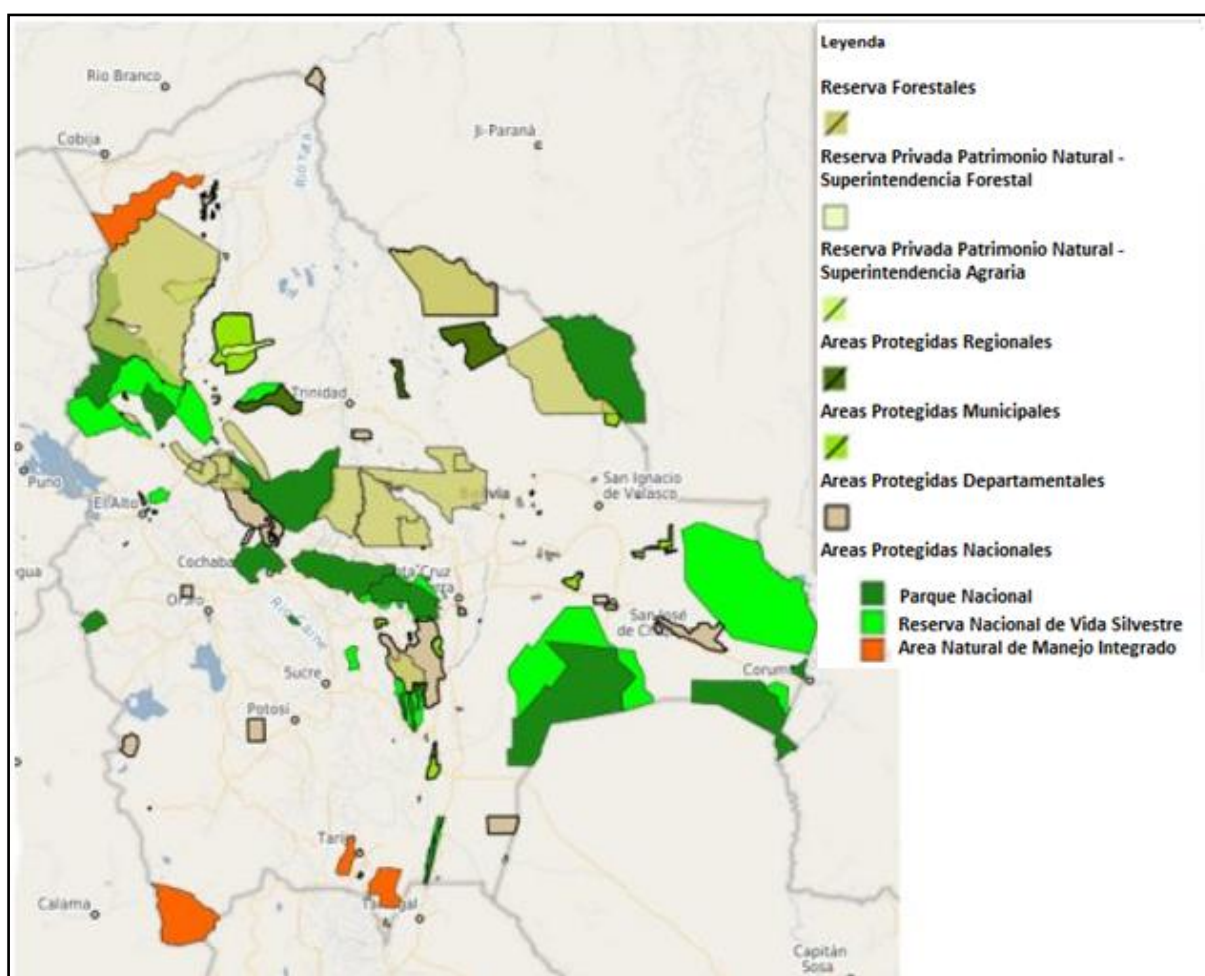 Leyenda
Reserva Forestales
Reserva Privada Patrimonio Natural -
Superintendencia Forestal
Reserva Privada Patrimonio Natural -
Superintendencia Agraria
Areas Protegidas Regionales
Areas Protegidas Municipales
Areas Protegidas Departamentales
Areas Protegidas Nacionales
Parque Nacional
Reserva Nacional de Vida Silvestre
Area Natural de Manejo Integrado
Rio Branco
Cobija
Ji-Paraná
Trinidad
Puno
El Alto
San Ignacio
de Velasco
Bolivia
Cochaba
Cruz
Oruro
Sucre
San José
de
Corum
Potosí
Tarij
Calama
Capitán
Sosa